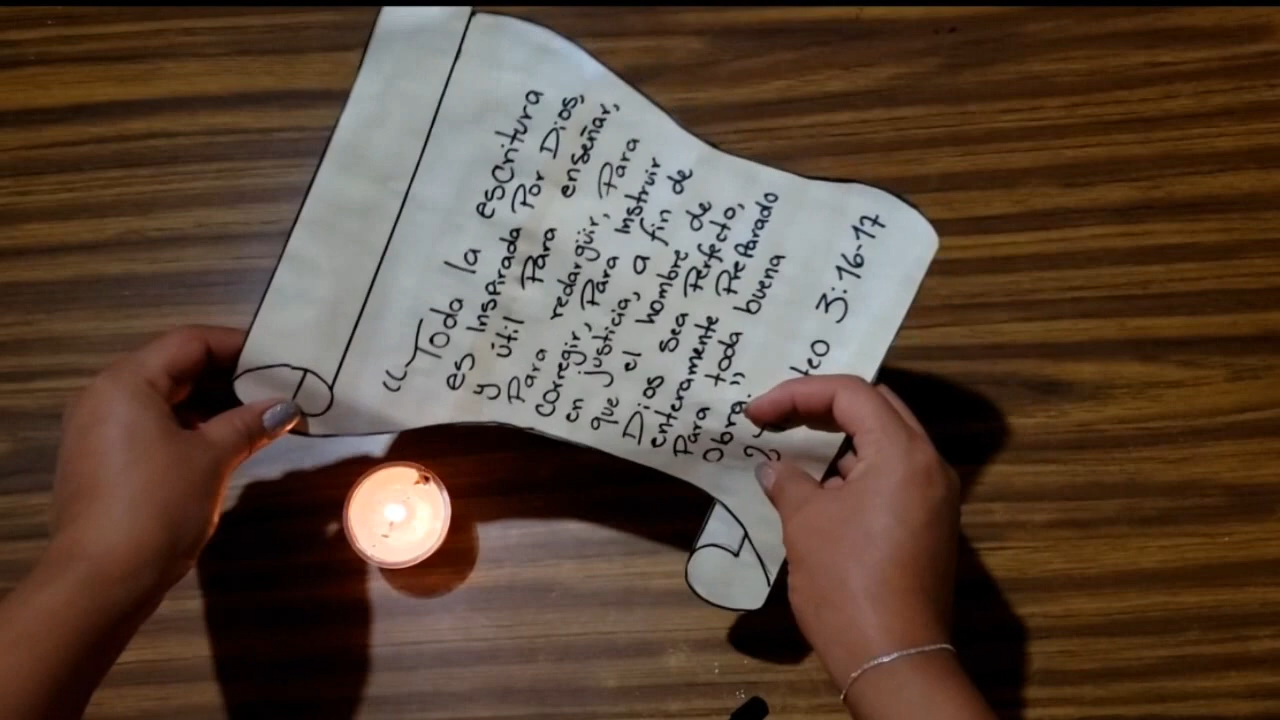 “Toda la escritura
es Inspirada Por Dios,
y útil Para enseñar,
Para redargüir, Para
corregir, Para Instruir
en justicia, a fin de
que el hombre de
Dios sea Perfecto,
enteramente PreParado
Para toda buena
Obra."
2 teo 3:16-17